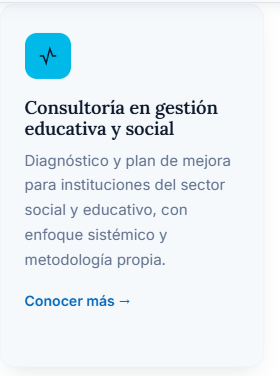 Consultoría en gestión
educativa y social
Diagnóstico y plan de mejora
para instituciones del sector
social y educativo, con
enfoque sistémico y
metodología propia.
Conocer más →